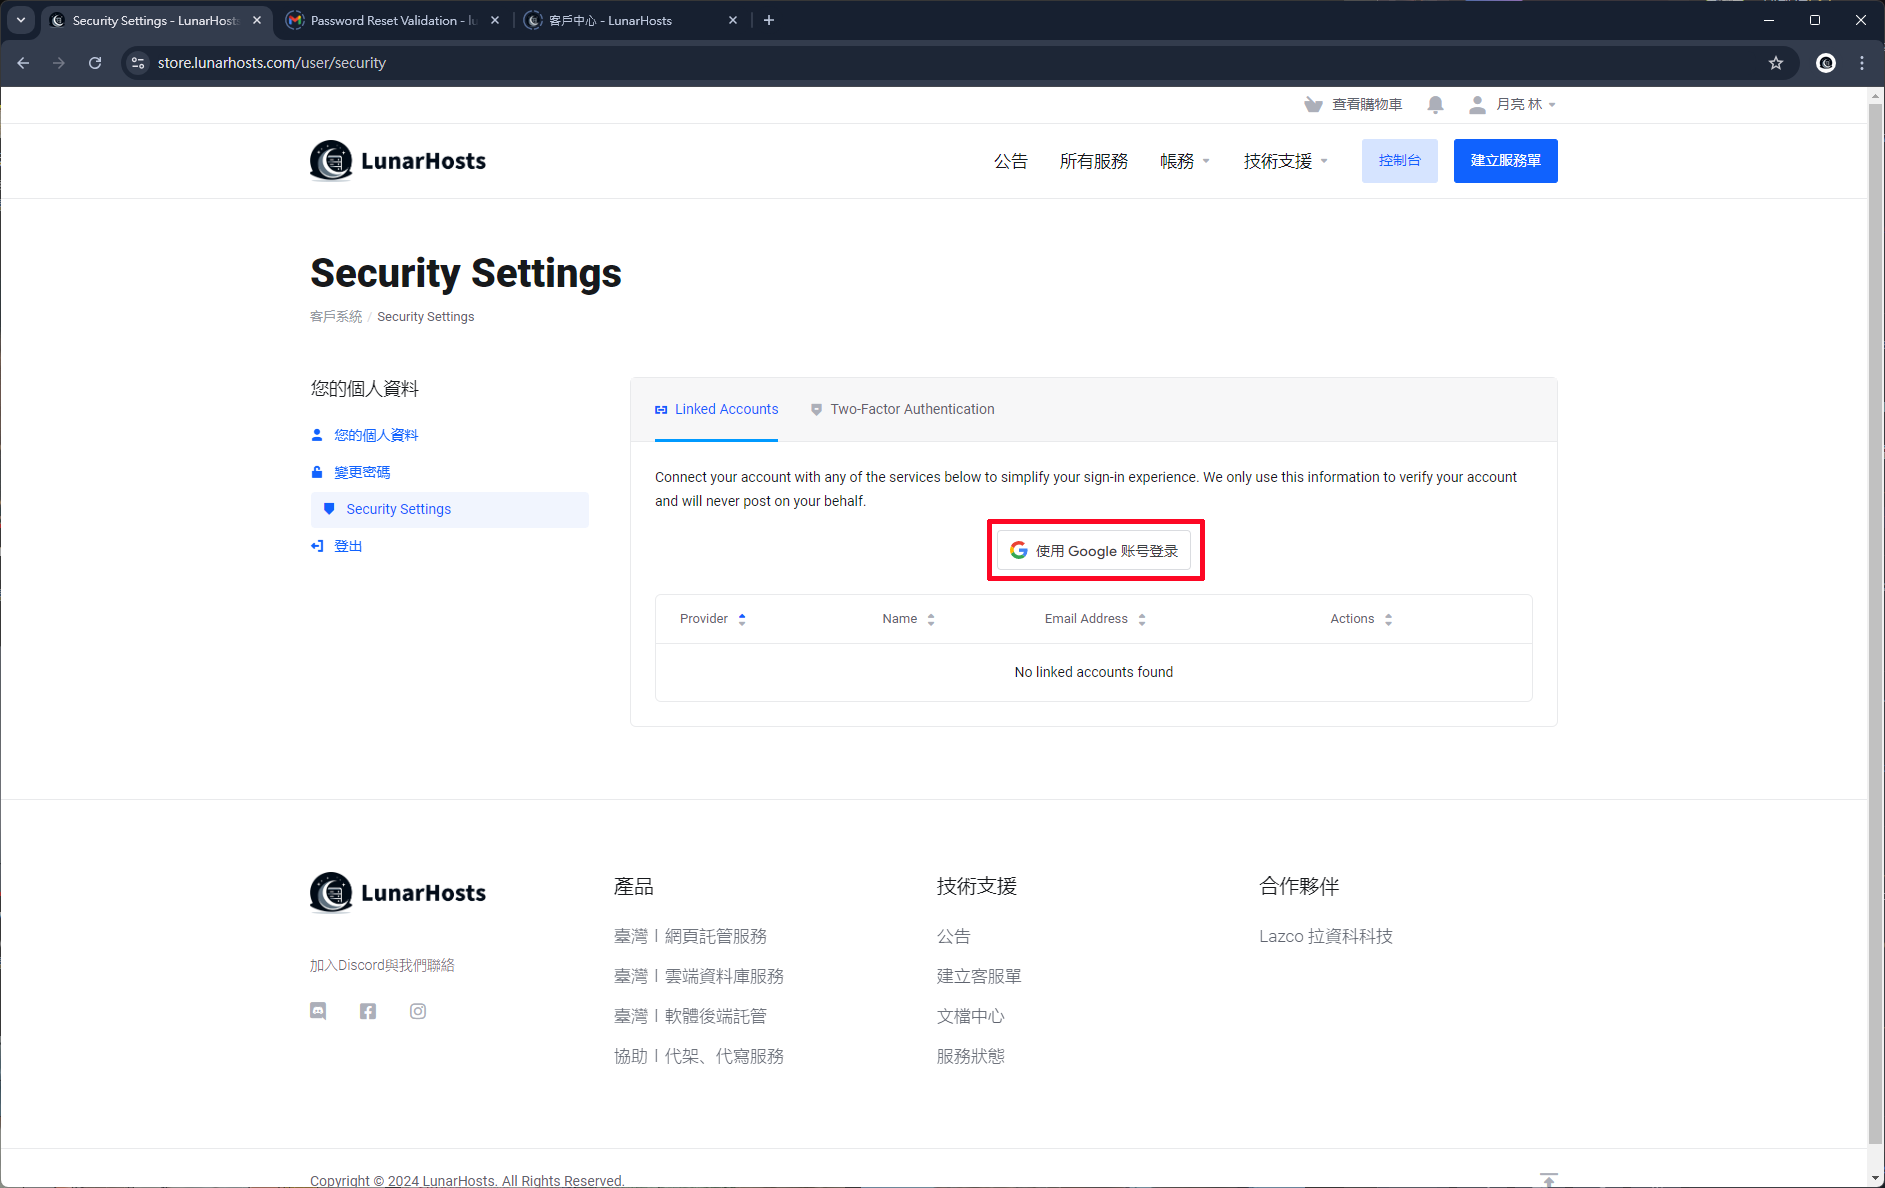 Security Settings - LunarHosts
Password Reset Validation - lu
客戶中心 - LunarHosts
store.lunarhosts.com/user/security
查看購物車
月亮 林
LunarHosts
公告
所有服務
帳務
技術支援
控制台
建立服務單
Security Settings
客戶系統 / Security Settings
您的個人資料
您的個人資料
變更密碼
Security Settings
登出
Linked Accounts
Two-Factor Authentication
Connect your account with any of the services below to simplify your sign-in experience. We only use this information to verify your account
and will never post on your behalf.
使用 Google 账号登录
Provider
Name
Email Address
Actions
No linked accounts found
LunarHosts
加入Discord與我們聯絡
產品
臺灣丨網頁託管服務
臺灣丨雲端資料庫服務
臺灣丨軟體後端託管
協助丨代架、代寫服務
技術支援
公告
建立客服單
文檔中心
服務狀態
合作夥伴
Lazco 拉資科科技
Copyright © 2024 LunarHosts. All Rights Reserved.